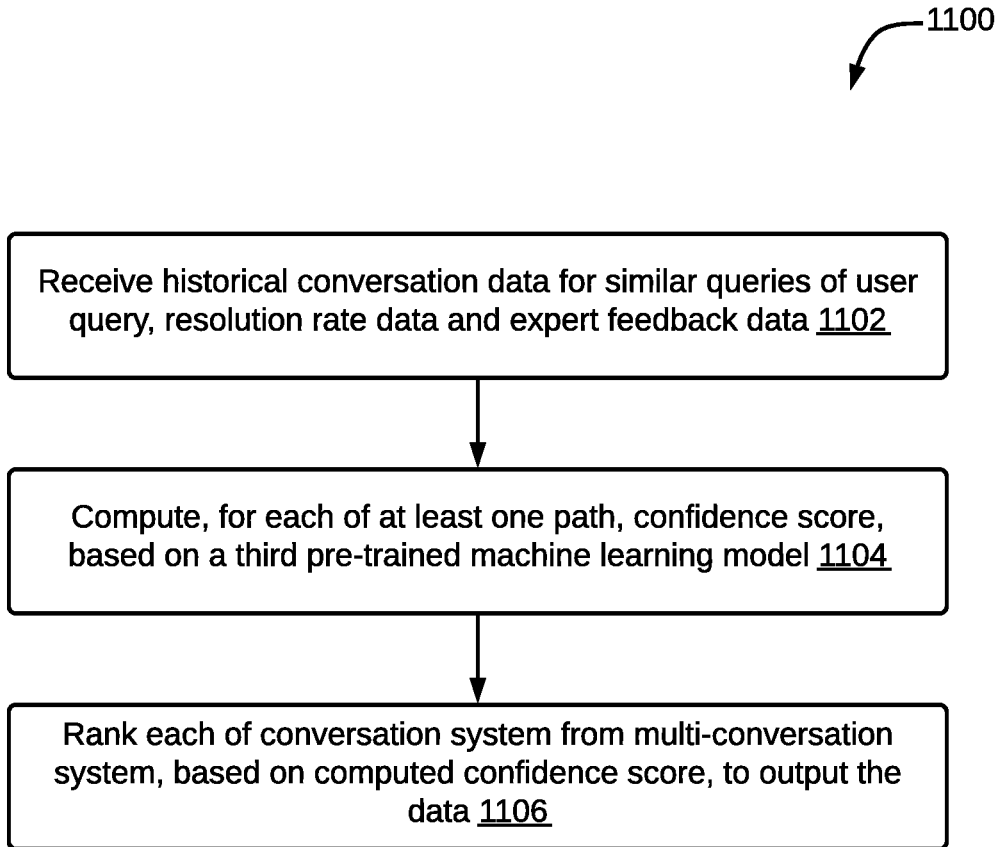 1100
Receive historical conversation data for similar queries of user
query, resolution rate data and expert feedback data 1102
Compute, for each of at least one path, confidence score,
based on a third pre-trained machine learning model 1104
Rank each of conversation system from multi-conversation
system, based on computed confidence score, to output the
data 1106